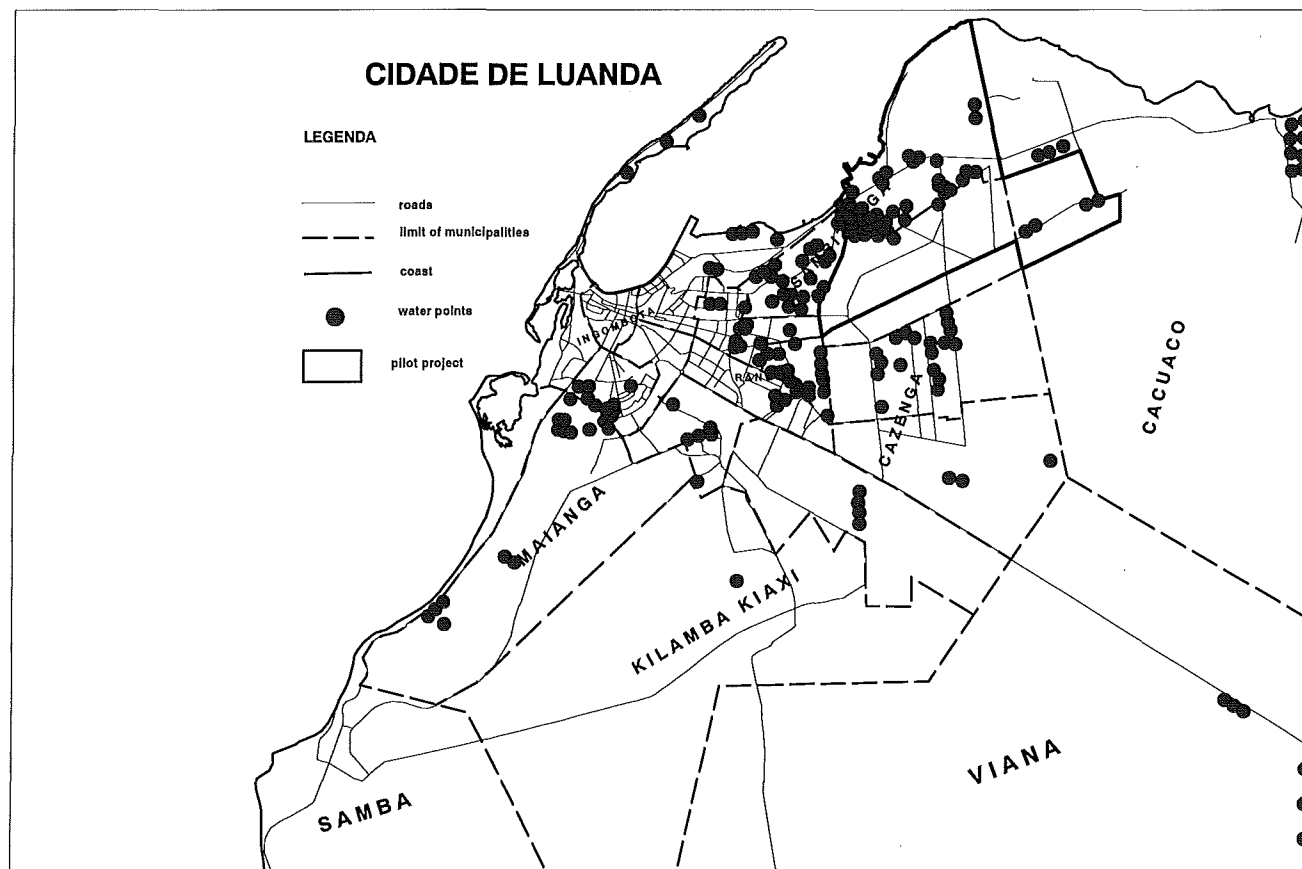 CIDADE DE LUANDA
LEGENDA
roads
limit of municipalities
coast
water points
pilot project
INGOMBOTA
CAZENGA
CACUACO
MAIANGA
KILAMBA KIAXI
VIANA
SAMBA